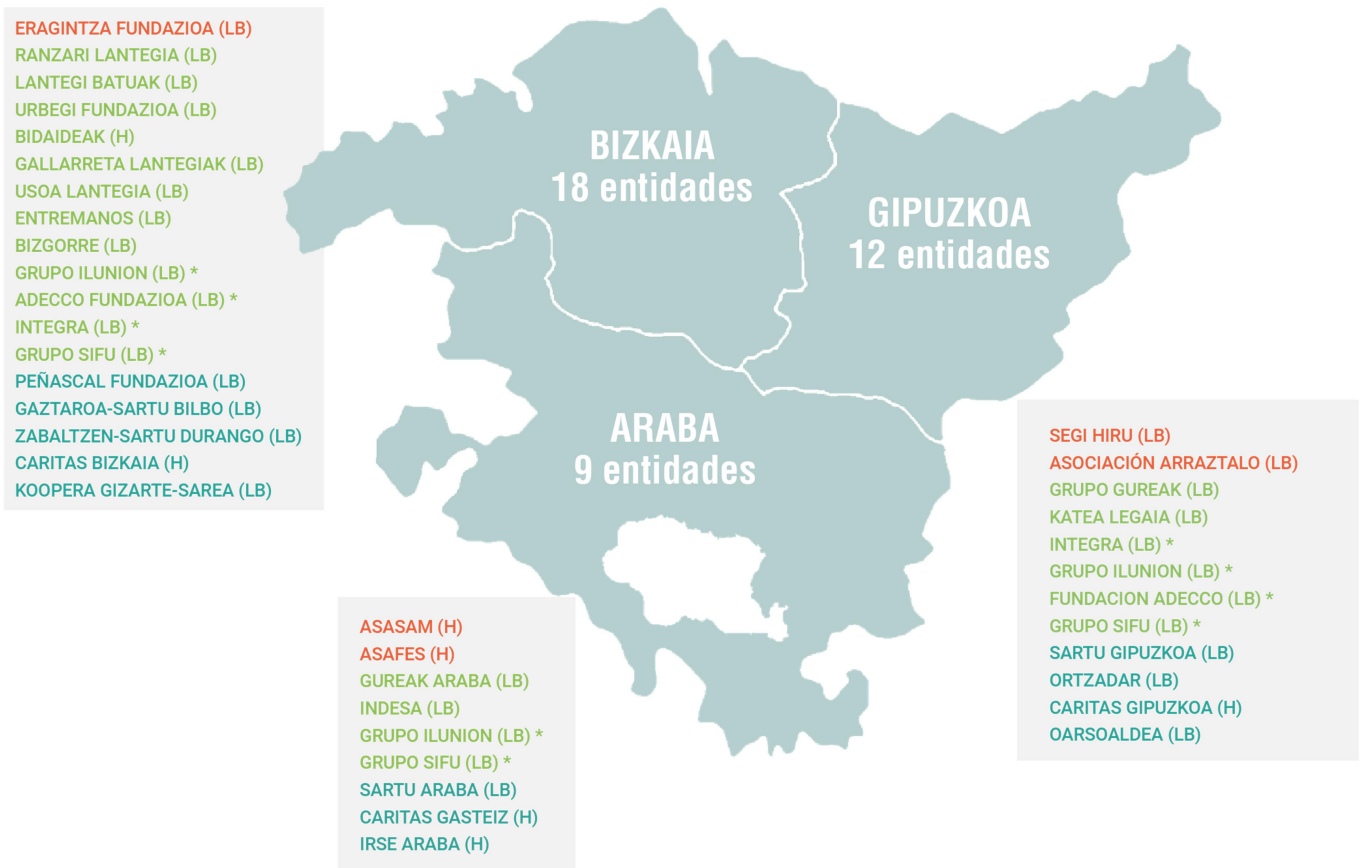 ERAGINTZA FUNDAZIOA (LB)
RANZARI LANTEGIA (LB)
LANTEGI BATUAK (LB)
URBEGI FUNDAZIOA (LB)
BIDAIDEAK (H)
GALLARRETA LANTEGIAK (LB)
USOA LANTEGIA (LB)
ENTREMANOS (LB)
BIZGORRE (LB)
GRUPO ILUNION (LB) *
ADECCO FUNDAZIOA (LB) *
INTEGRA (LB) *
GRUPO SIFU (LB) *
PEÑASCAL FUNDAZIOA (LB)
GAZTAROA-SARTU BILBO (LB)
ZABALTZEN-SARTU DURANGO (LB)
CARITAS BIZKAIA (H)
KOOPERA GIZARTE-SAREA (LB)
BIZKAIA
18 entidades
GIPUZKOA
12 entidades
ARABA
9 entidades
SEGI HIRU (LB)
ASOCIACIÓN ARRAZTALO (LB)
GRUPO GUREAK (LB)
KATEA LEGAIA (LB)
INTEGRA (LB) *
GRUPO ILUNION (LB) *
FUNDACION ADECCO (LB) *
GRUPO SIFU (LB) *
SARTU GIPUZKOA (LB)
ORTZADAR (LB)
CARITAS GIPUZKOA (H)
OARSOALDEA (LB)
ASASAM (H)
ASAFES (H)
GUREAK ARABA (LB)
INDESA (LB)
GRUPO ILUNION (LB) *
GRUPO SIFU (LB) *
SARTU ARABA (LB)
CARITAS GASTEIZ (H)
IRSE ARABA (H)